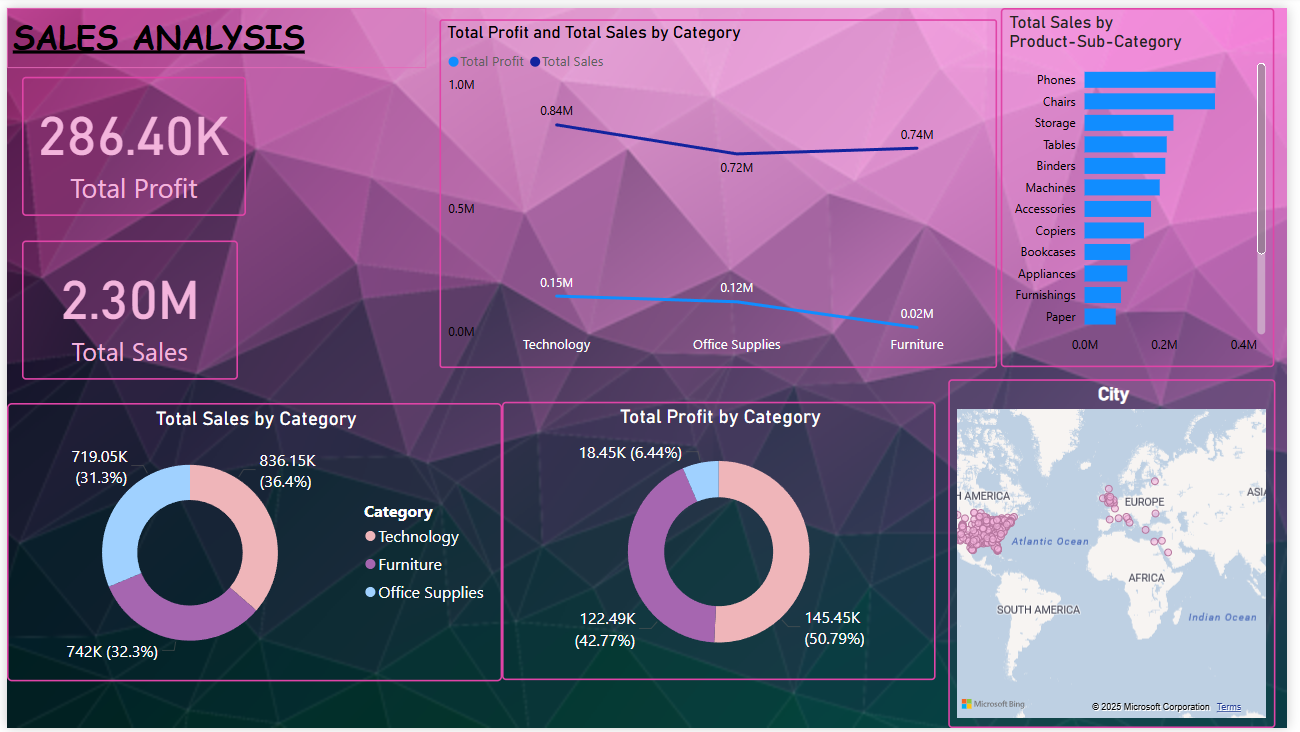 SALES ANALYSIS
286.40K
Total Profit
2.30M
Total Sales
Total Profit and Total Sales by Category
Total Profit Total Sales
1.0M
0.84M
0.74M
0.72M
0.5M
0.15M
0.12M
0.02M
0.0M
Technology Office Supplies Furniture
Total Sales by
Product-Sub-Category
Phones
Chairs
Storage
Tables
Binders
Machines
Accessories
Copiers
Bookcases
Appliances
Furnishings
Paper
0.0M 0.2M 0.4M
Total Sales by Category
719.05K
(31.3%)
836.15K
(36.4%)
742K (32.3%)
Category
Technology
Furniture
Office Supplies
Total Profit by Category
18.45K (6.44%)
122.49K
(42.77%)
145.45K
(50.79%)
City
H AMERICA
EUROPE
ASIA
Atlantic Ocean
AFRICA
SOUTH AMERICA
Indian Ocean
Microsoft Bing
© 2025 Microsoft Corporation Terms